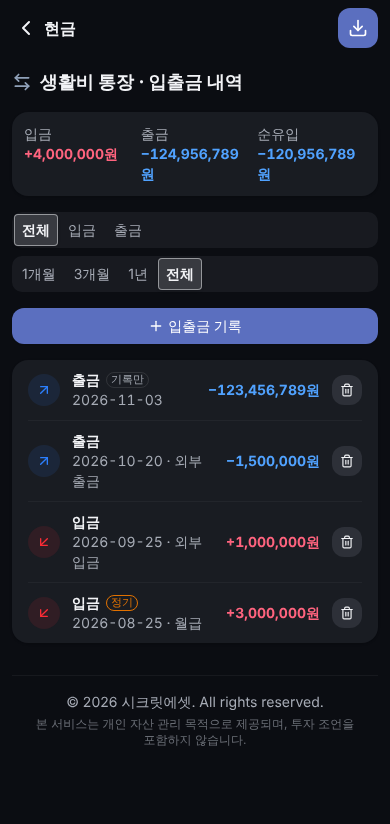 현금
생활비 통장 · 입출금 내역
입금 출금 순유입
+4,000,000원 −124,956,789 −120,956,789
원 원
전체 입금 출금
1개월 3개월 1년 전체
+ 입출금 기록
출금 기록만
2026-11-03
−123,456,789원
출금
2026-10-20 · 외부
출금
−1,500,000원
입금
2026-09-25 · 외부
입금
+1,000,000원
입금 정기
2026-08-25 · 월급
+3,000,000원
© 2026 시크릿에셋. All rights reserved.
본 서비스는 개인 자산 관리 목적으로 제공되며, 투자 조언을
포함하지 않습니다.